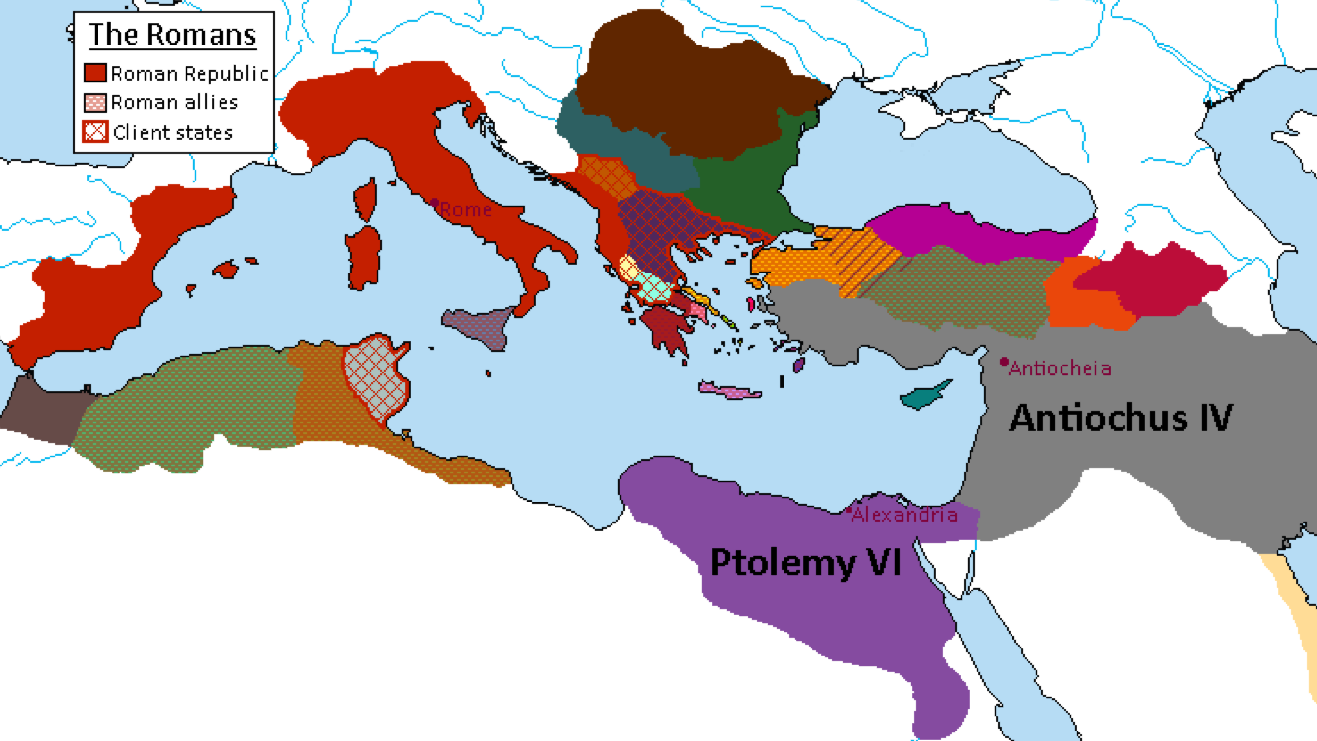 The Romans
Roman Republic
Roman allies
Client states
Rome
Antiocheia
Antiochus IV
Alexandria
Ptolemy VI